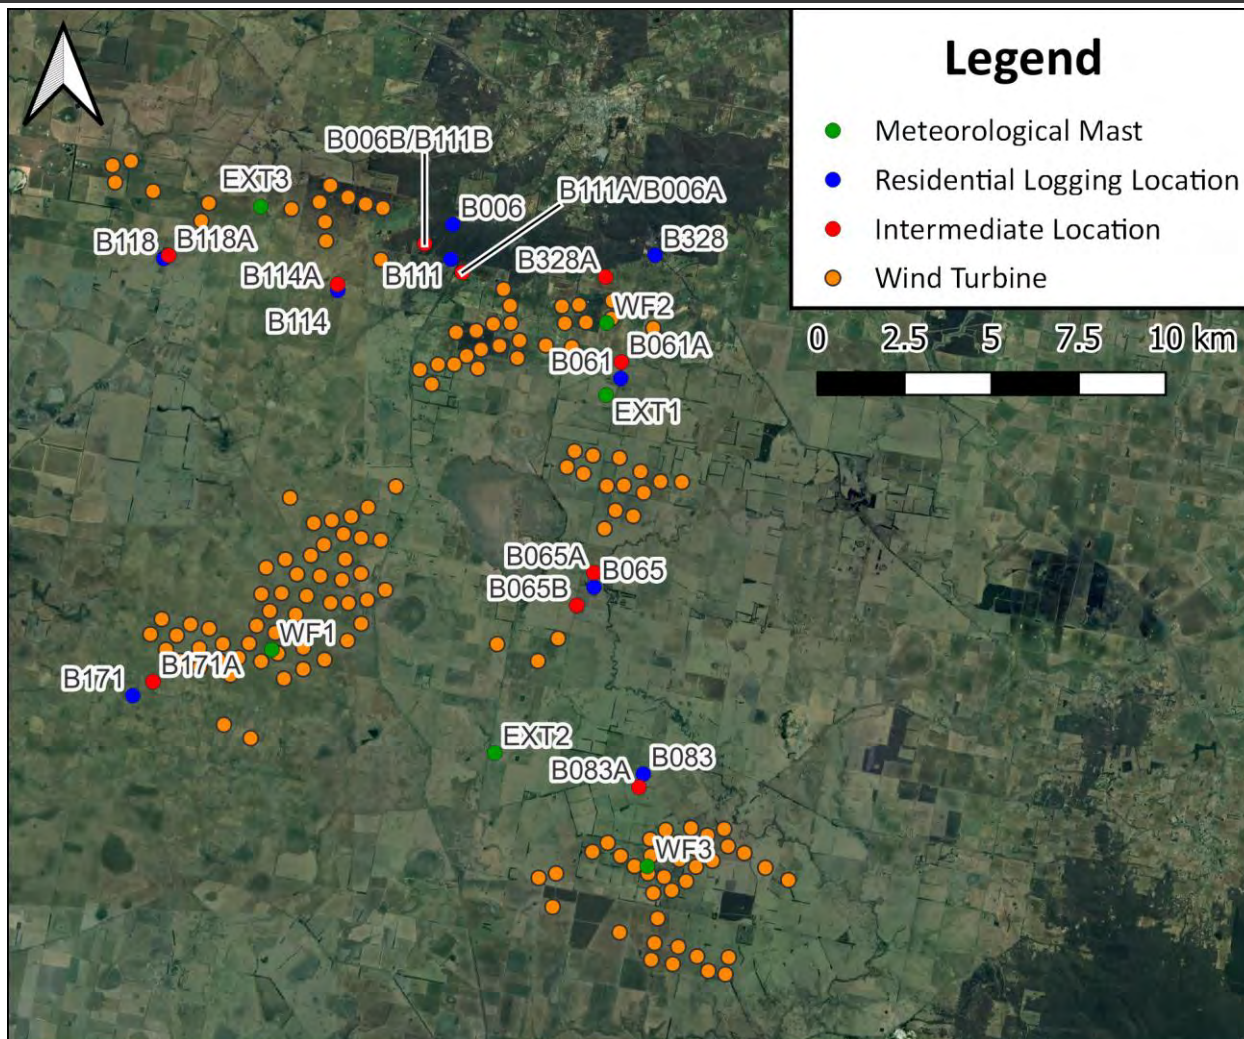 Legend
Meteorological Mast
Residential Logging Location
Intermediate Location
Wind Turbine
0 2.5 5 7.5 10 km
B006B/B111B
EXT3
B111A/B006A
B006
B118
B118A
B328
B111
B328A
B114A
B114
WF2
B061
B061A
EXT1
B065A
B065
B065B
WF1
B171
B171A
EXT2
B083
B083A
WF3